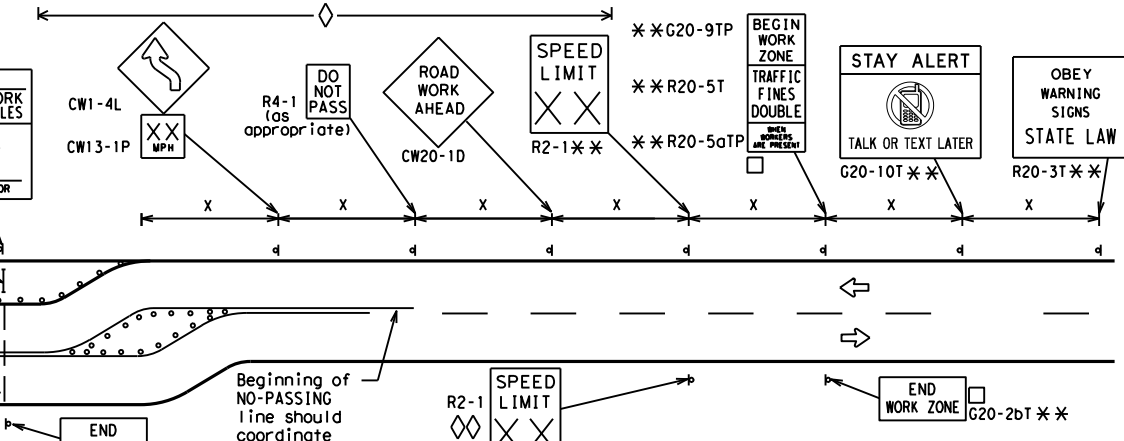 ORK
LES
OR
CW1-4L
XX
MPH
CW13-1P
R4-1
(as
appropriate)
DO
NOT
PASS
ROAD
WORK
AHEAD
CW20-1D
SPEED
LIMIT
X X
R2-1**
**G20-9TP
**R20-5T
**R20-5aTP
BEGIN
WORK
ZONE
TRAFFIC
FINES
DOUBLE
WHEN
WORKERS
ARE PRESENT
STAY ALERT
TALK OR TEXT LATER
G20-10T**
OBEY
WARNING
SIGNS
STATE LAW
R20-3T**
X X X X X X X
Beginning of
NO-PASSING
line should
coordinate
R2-1
SPEED
LIMIT
X X
END
WORK ZONE
G20-2bT**
END